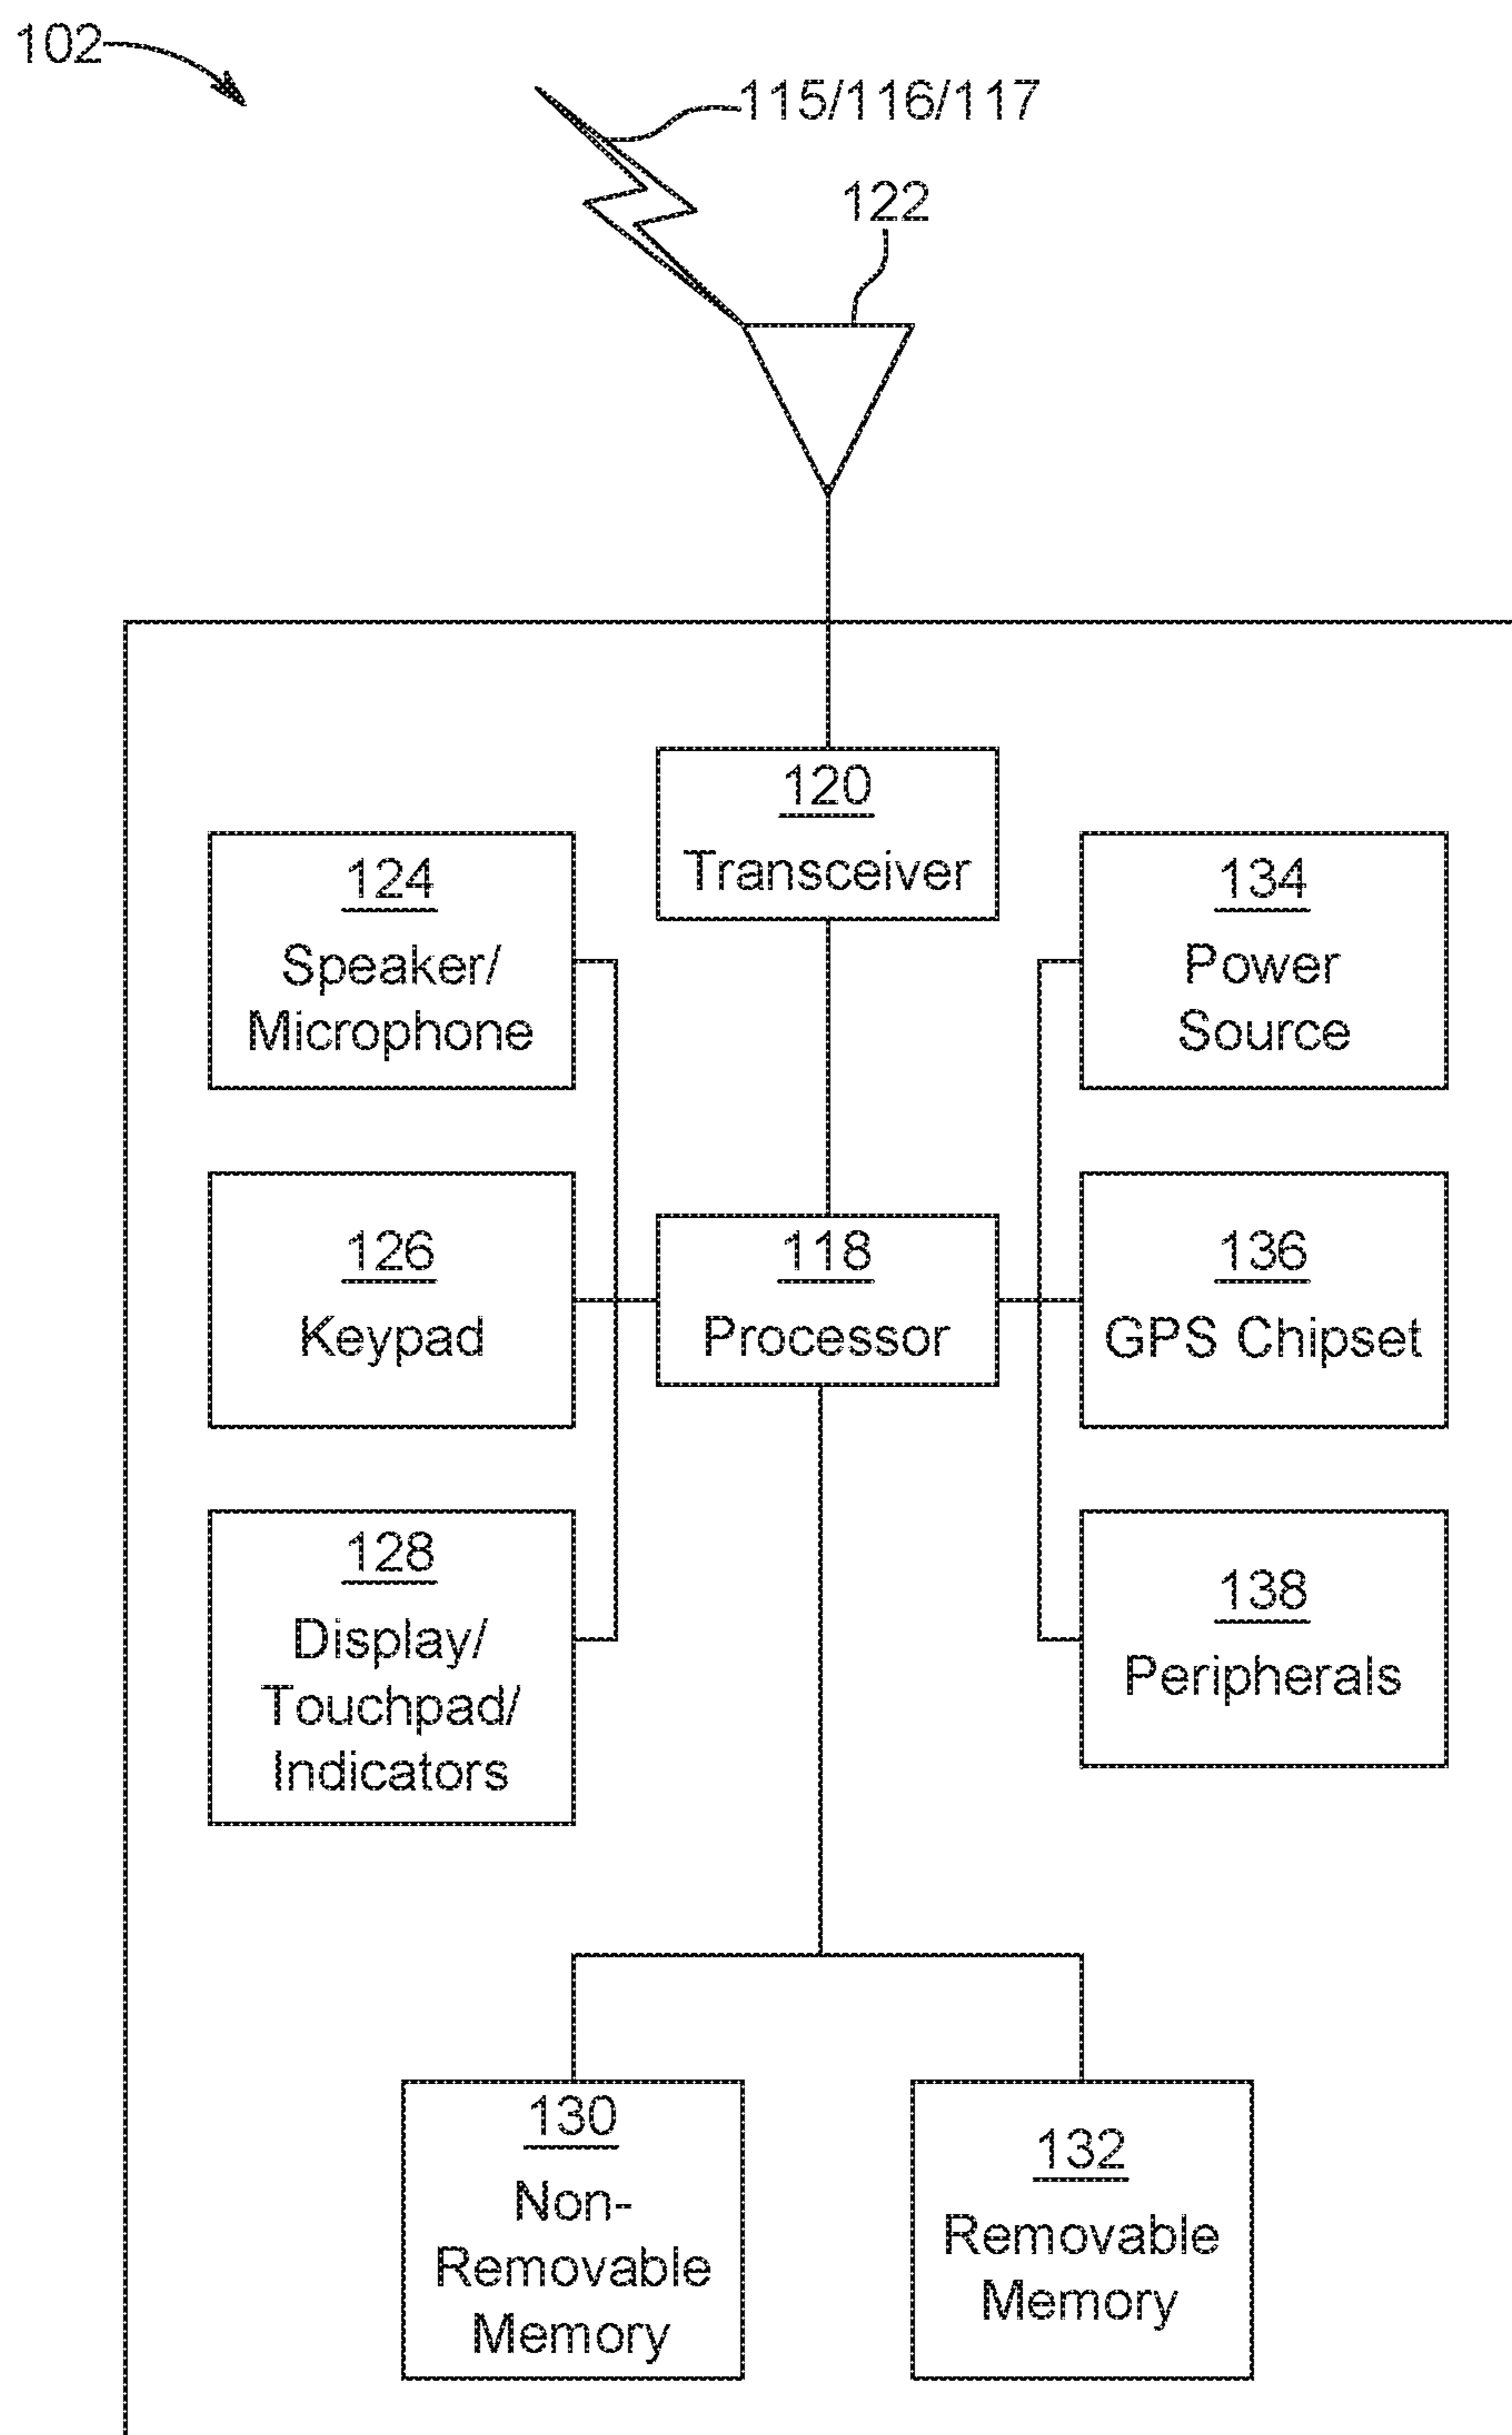 102
115/116/117
122
120
Transceiver
124
Speaker/
Microphone
134
Power
Source
126
Keypad
118
Processor
136
GPS Chipset
128
Display/
Touchpad/
Indicators
138
Peripherals
130
Non-
Removable
Memory
132
Removable
Memory